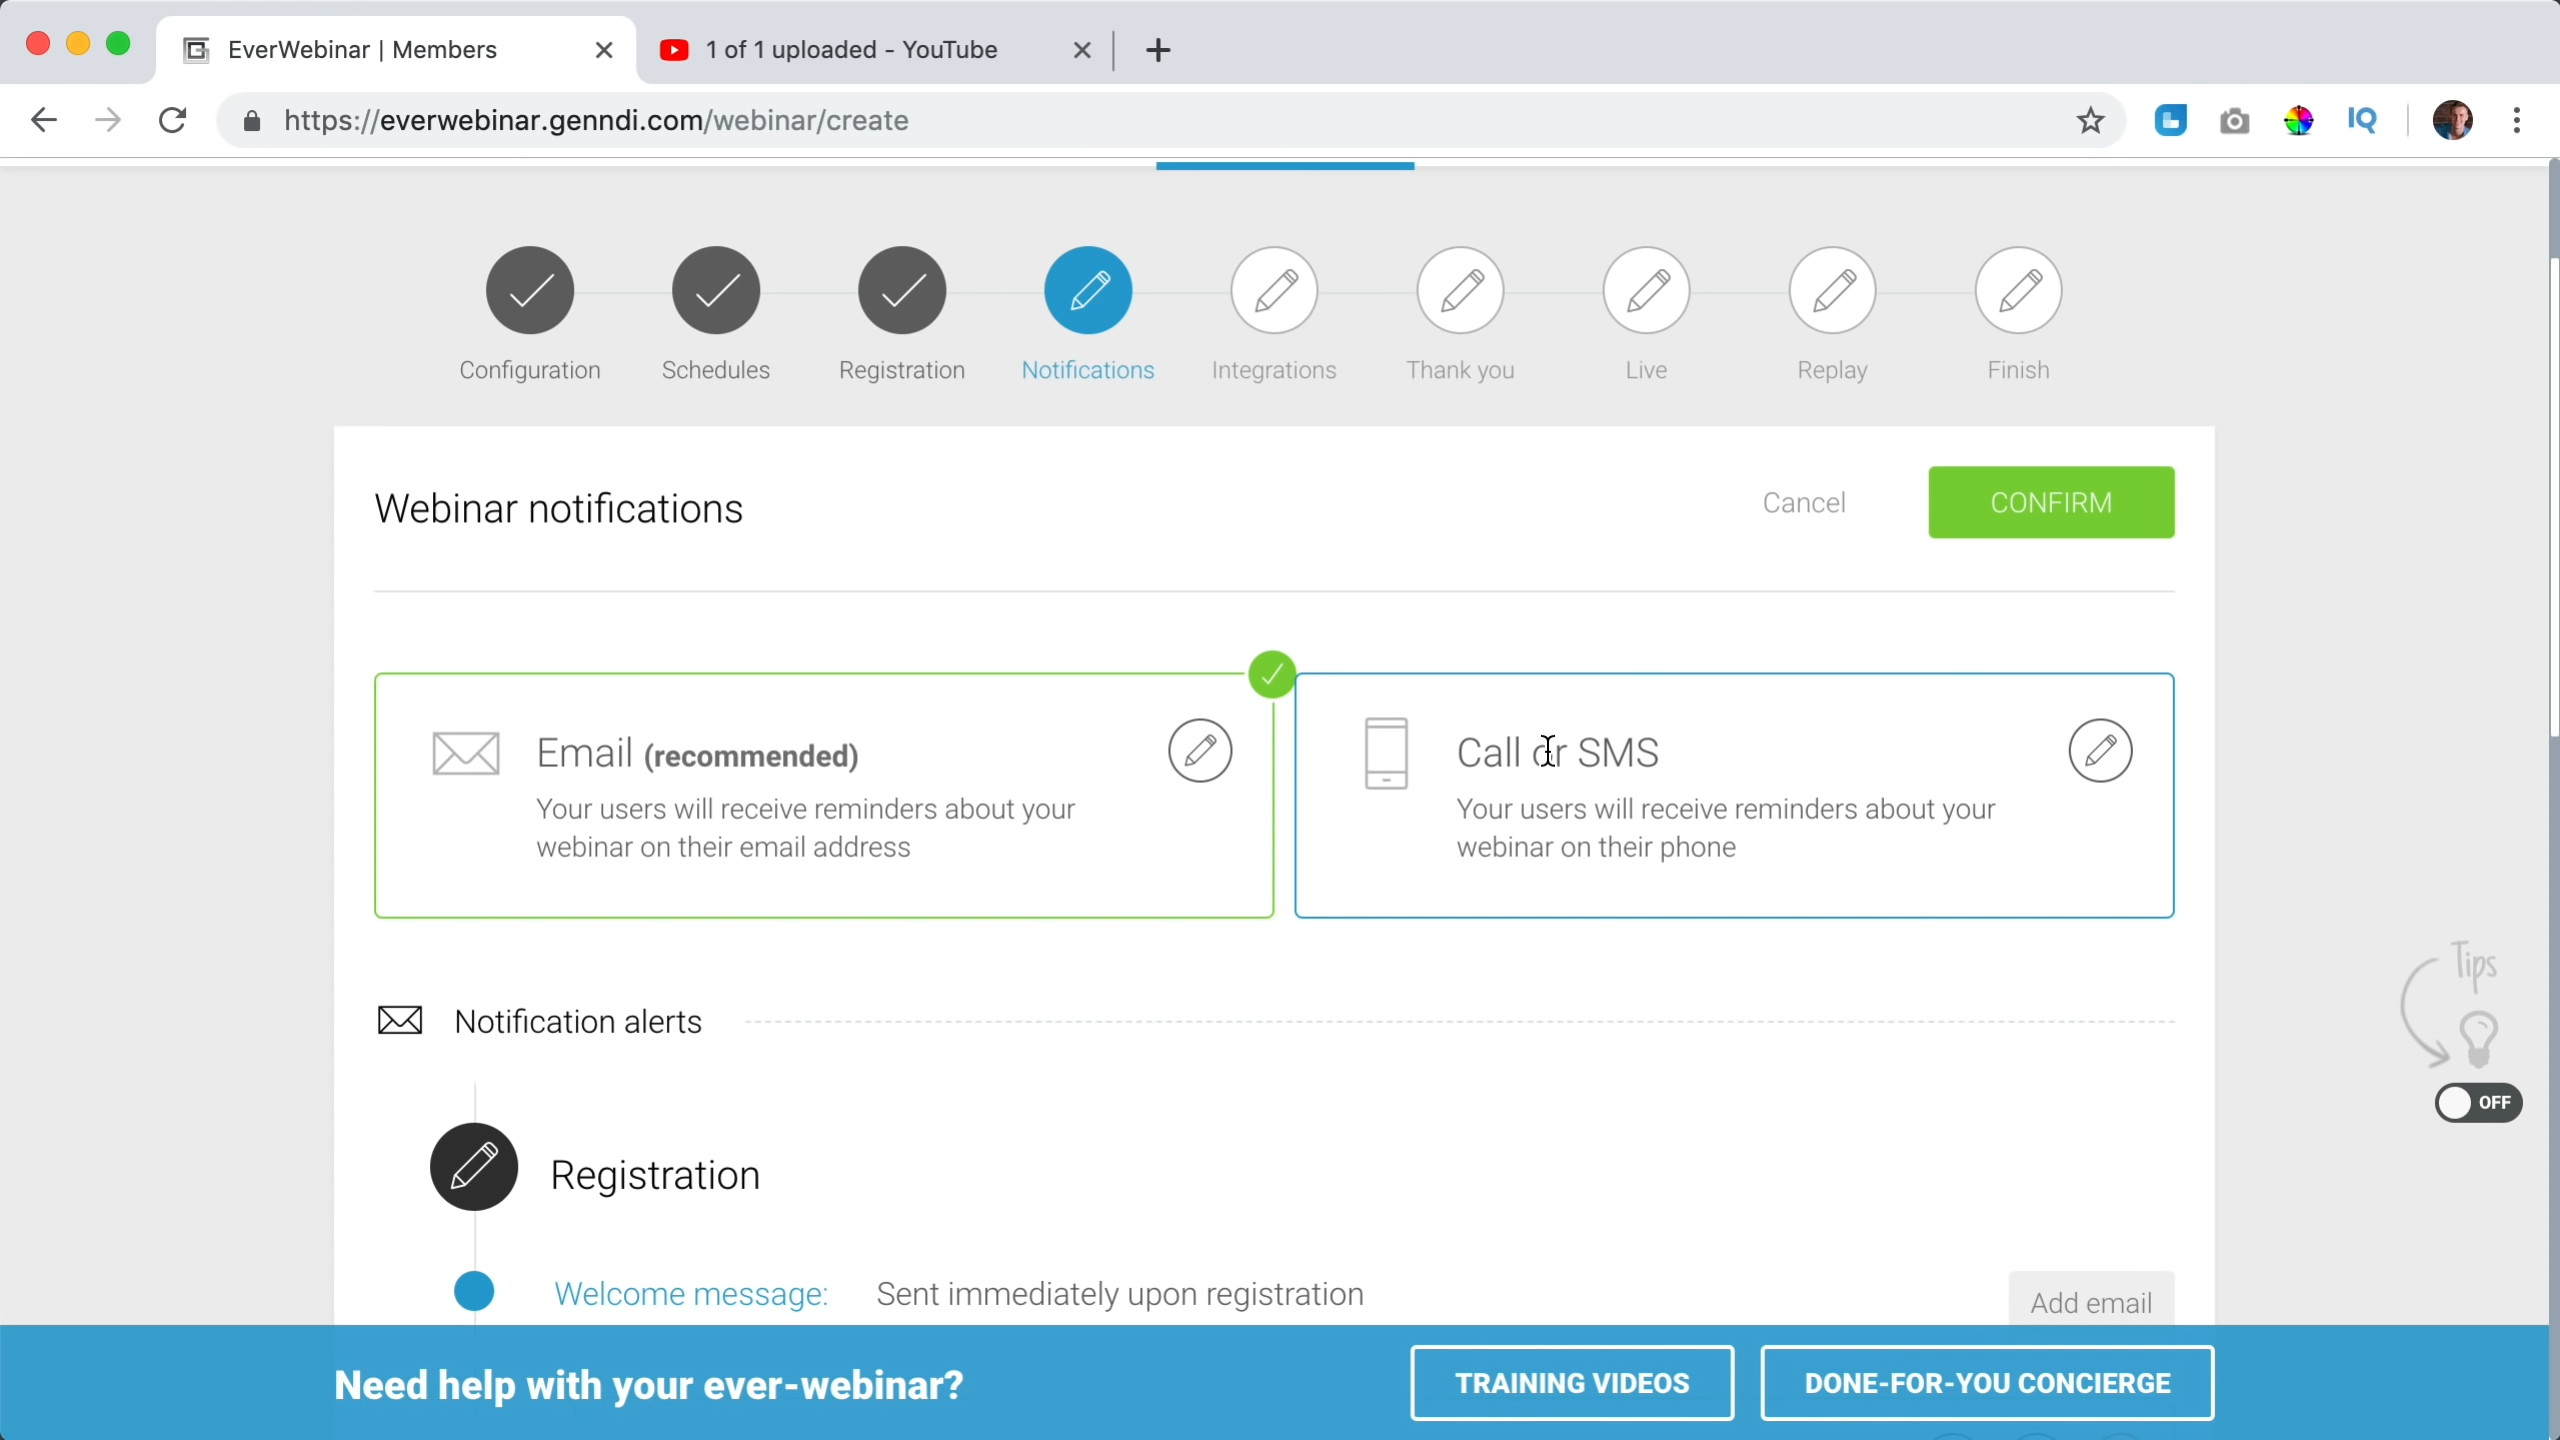 EverWebinar | Members
1 of 1 uploaded - YouTube
https://everwebinar.genndi.com/webinar/create
IQ
Configuration
Schedules
Registration
Notifications
Integrations
Thank you
Live
Replay
Finish
Webinar notifications
Cancel
CONFIRM
Email (recommended)
Your users will receive reminders about your
webinar on their email address
Call or SMS
Your users will receive reminders about your
webinar on their phone
Tips
OFF
Notification alerts
Registration
Welcome message: Sent immediately upon registration
Add email
Need help with your ever-webinar?
TRAINING VIDEOS
DONE-FOR-YOU CONCIERGE